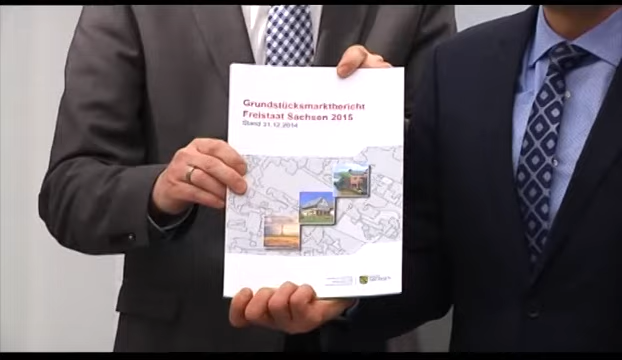 Grundstücksmarktbericht
Freistaat Sachsen 2015
Stand 31.12.2014